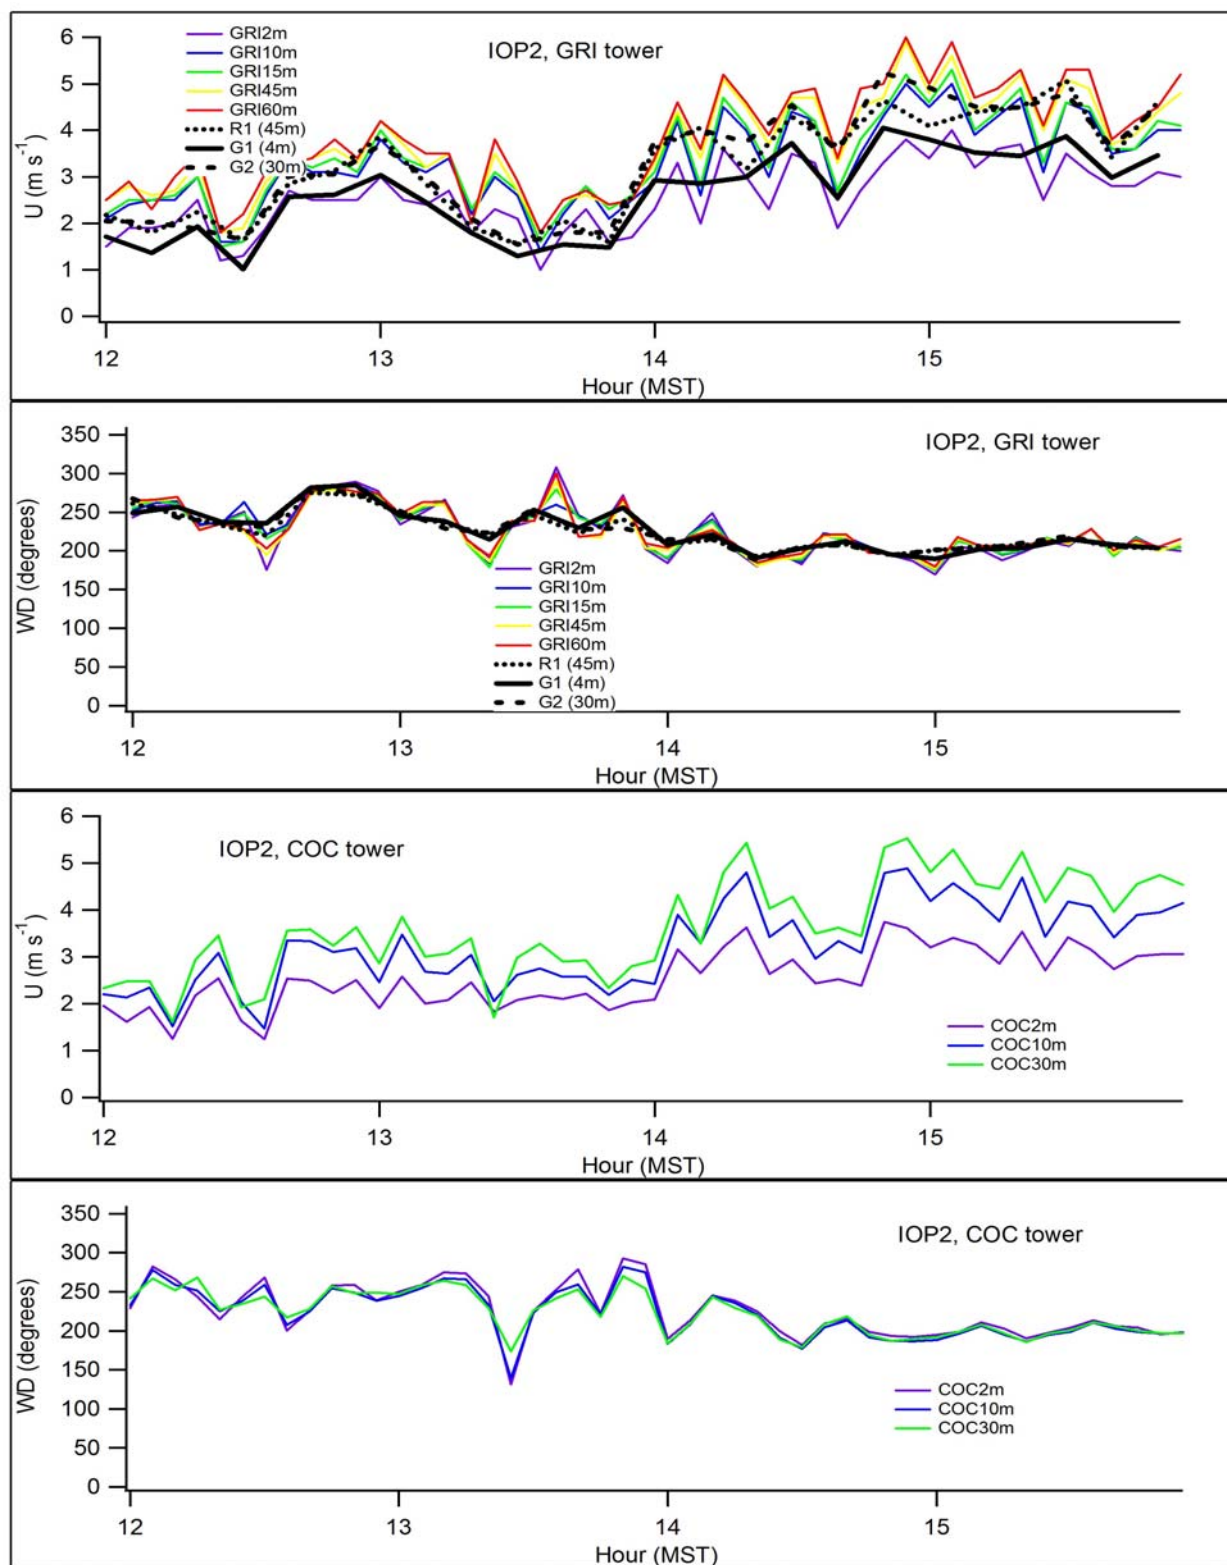 6
5
4
3
2
1
0
U (m s⁻¹)
GRI2m
GRI10m
GRI15m
GRI45m
GRI60m
R1 (45m)
G1 (4m)
G2 (30m)
IOP2, GRI tower
12 13 14 15
Hour (MST)
350
300
250
200
150
100
50
0
WD (degrees)
IOP2, GRI tower
GRI2m
GRI10m
GRI15m
GRI45m
GRI60m
R1 (45m)
G1 (4m)
G2 (30m)
12 13 14 15
Hour (MST)
6
5
4
3
2
1
0
U (m s⁻¹)
IOP2, COC tower
COC2m
COC10m
COC30m
12 13 14 15
Hour (MST)
350
300
250
200
150
100
50
0
WD (degrees)
IOP2, COC tower
COC2m
COC10m
COC30m
12 13 14 15
Hour (MST)